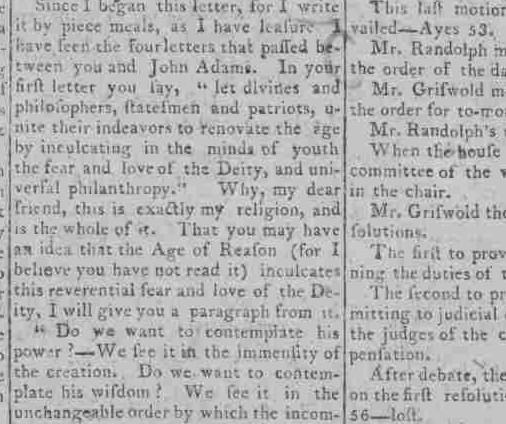 Since I began this letter, for I write
it by piece meals, as I have leaſure I
have ſeen the four letters that paſſed be-
tween you and John Adams. In your
firſt letter you ſay, " let divines and
philoſophers, ſtateſmen and patriots, u-
nite their indeavors to renovate the age
by inculcating in the minds of youth
the fear and love of the Deity, and uni-
verſal philanthropy." Why, my dear
friend, this is exactly my religion, and
is the whole of it. That you may have
an idea that the Age of Reaſon (for I
believe you have not read it) inculcates
this reverential fear and love of the De-
ity, I will give you a paragraph from it.
" Do we want to contemplate his
power ?—We ſee it in the immenſity of
the creation. Do we want to contem-
plate his wiſdom ? We ſee it in the
unchangeable order by which the incom-
This laſt motion
vailed—Ayes 53.
Mr. Randolph m
the order of the da
Mr. Griſwold m
the order for to-mor
Mr. Randolph's
When the houſe
committee of the w
in the chair.
Mr. Griſwold the
ſolutions.
The firſt to prov
ning the duties of t
The ſecond to pr
mitting to judicial
the judges of the c
penſation.
After debate, the
on the firſt reſoluti
56—loſt.